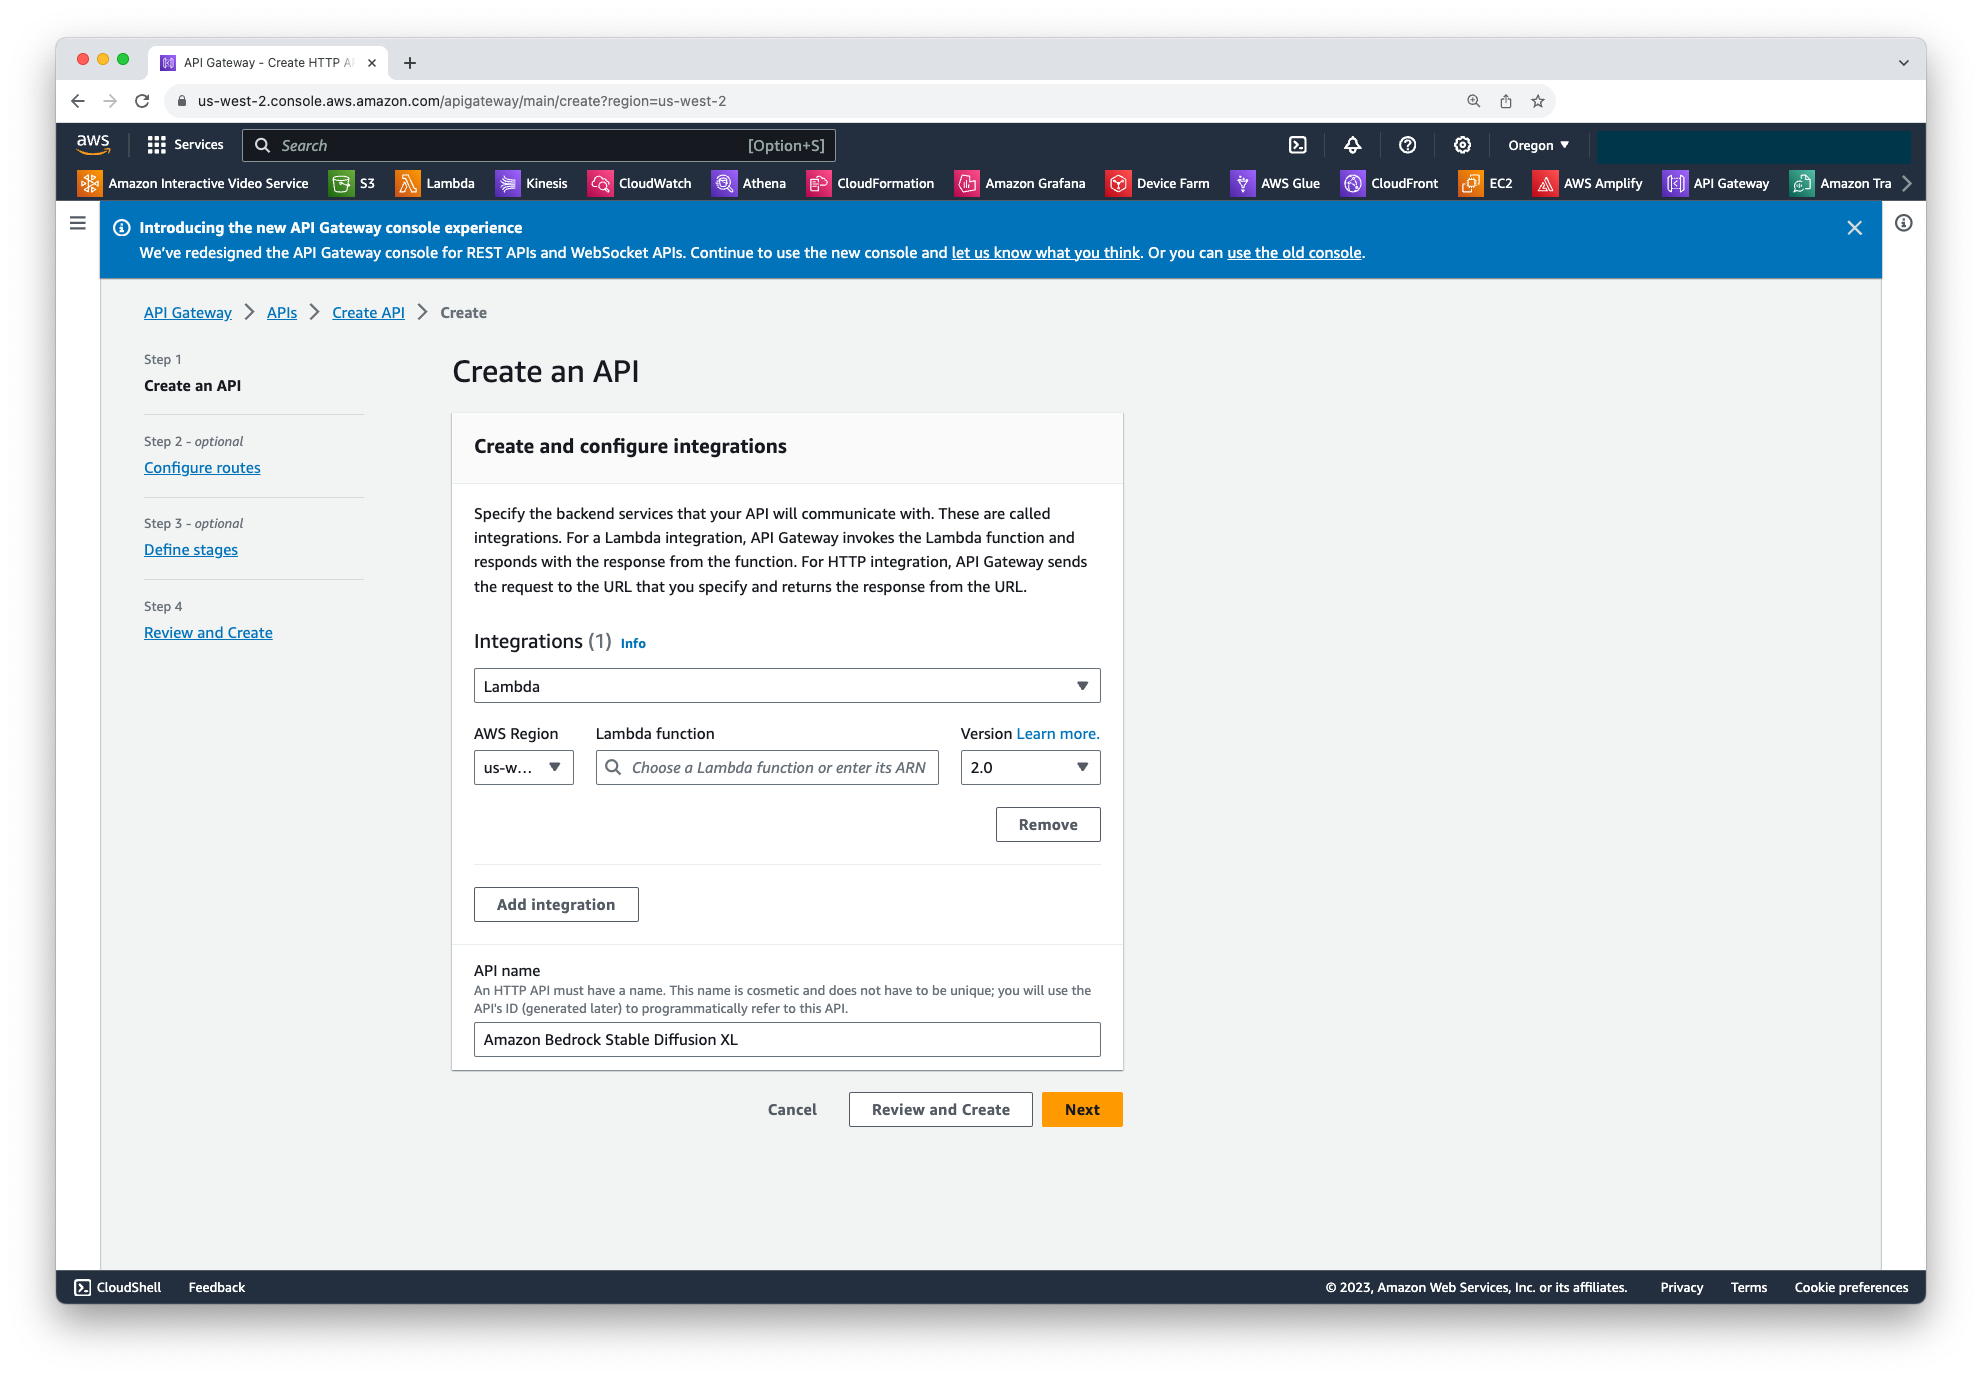 API Gateway - Create HTTP A
us-west-2.console.aws.amazon.com/apigateway/main/create?region=us-west-2
aws Services Search [Option+S] Oregon
Amazon Interactive Video Service S3 Lambda Kinesis CloudWatch Athena CloudFormation Amazon Grafana Device Farm AWS Glue CloudFront EC2 AWS Amplify API Gateway Amazon Tra
Introducing the new API Gateway console experience
We've redesigned the API Gateway console for REST APIs and WebSocket APIs. Continue to use the new console and let us know what you think. Or you can use the old console.
API Gateway > APIs > Create API > Create
Step 1
Create an API
Step 2 - optional
Configure routes
Step 3 - optional
Define stages
Step 4
Review and Create
Create an API
Create and configure integrations
Specify the backend services that your API will communicate with. These are called
integrations. For a Lambda integration, API Gateway invokes the Lambda function and
responds with the response from the function. For HTTP integration, API Gateway sends
the request to the URL that you specify and returns the response from the URL.
Integrations (1) Info
Lambda
AWS Region Lambda function Version Learn more.
us-w... Choose a Lambda function or enter its ARN 2.0
Remove
Add integration
API name
An HTTP API must have a name. This name is cosmetic and does not have to be unique; you will use the
API's ID (generated later) to programmatically refer to this API.
Amazon Bedrock Stable Diffusion XL
Cancel Review and Create Next
CloudShell Feedback © 2023, Amazon Web Services, Inc. or its affiliates. Privacy Terms Cookie preferences